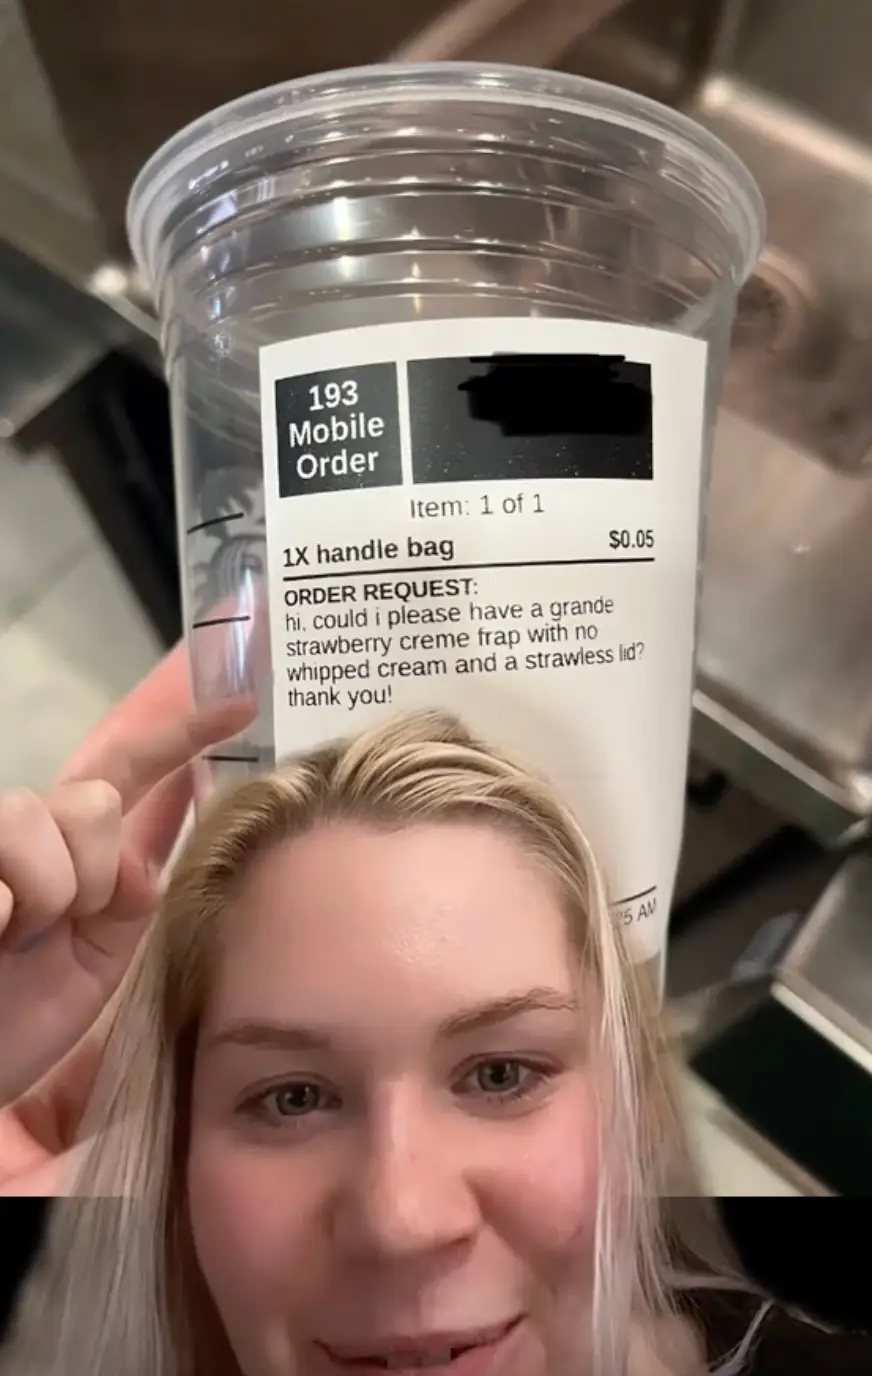 193
Mobile
Order
Item: 1 of 1
1X handle bag $0.05
ORDER REQUEST:
hi, could i please have a grande
strawberry creme frap with no
whipped cream and a strawless lid?
thank you!
AM